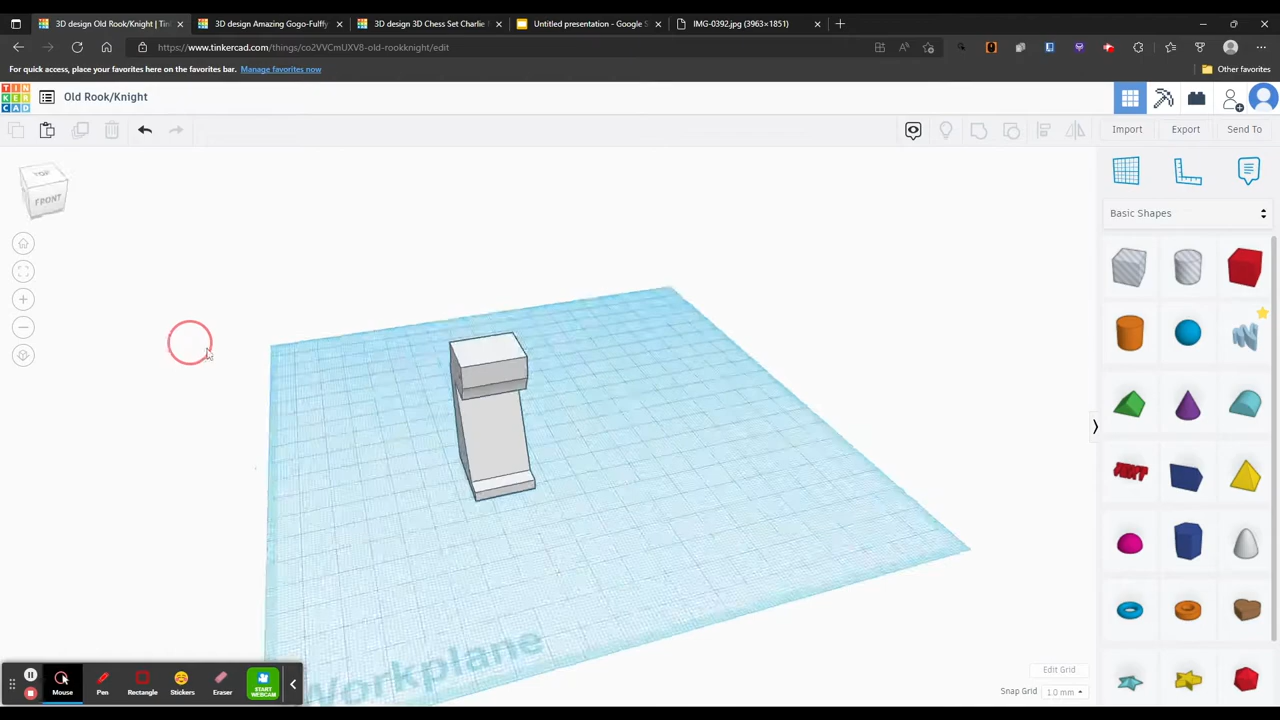 3D design Old Rook/Knight | Tin
3D design Amazing Gogo-Fulffy
3D design 3D Chess Set Charlie
Untitled presentation - Google S
IMG-0392.jpg (3963×1851)
https://www.tinkercad.com/things/co2VVCmUXV8-old-rookknight/edit
For quick access, place your favorites here on the favorites bar. Manage favorites now
Other favorites
TIN
KER
CAD
Old Rook/Knight
Import
Export
Send To
TOP
FRONT
Basic Shapes
TEXT
kplane
Edit Grid
Snap Grid 1.0 mm
Mouse
Pen
Rectangle
Stickers
Eraser
START
WEBCAM